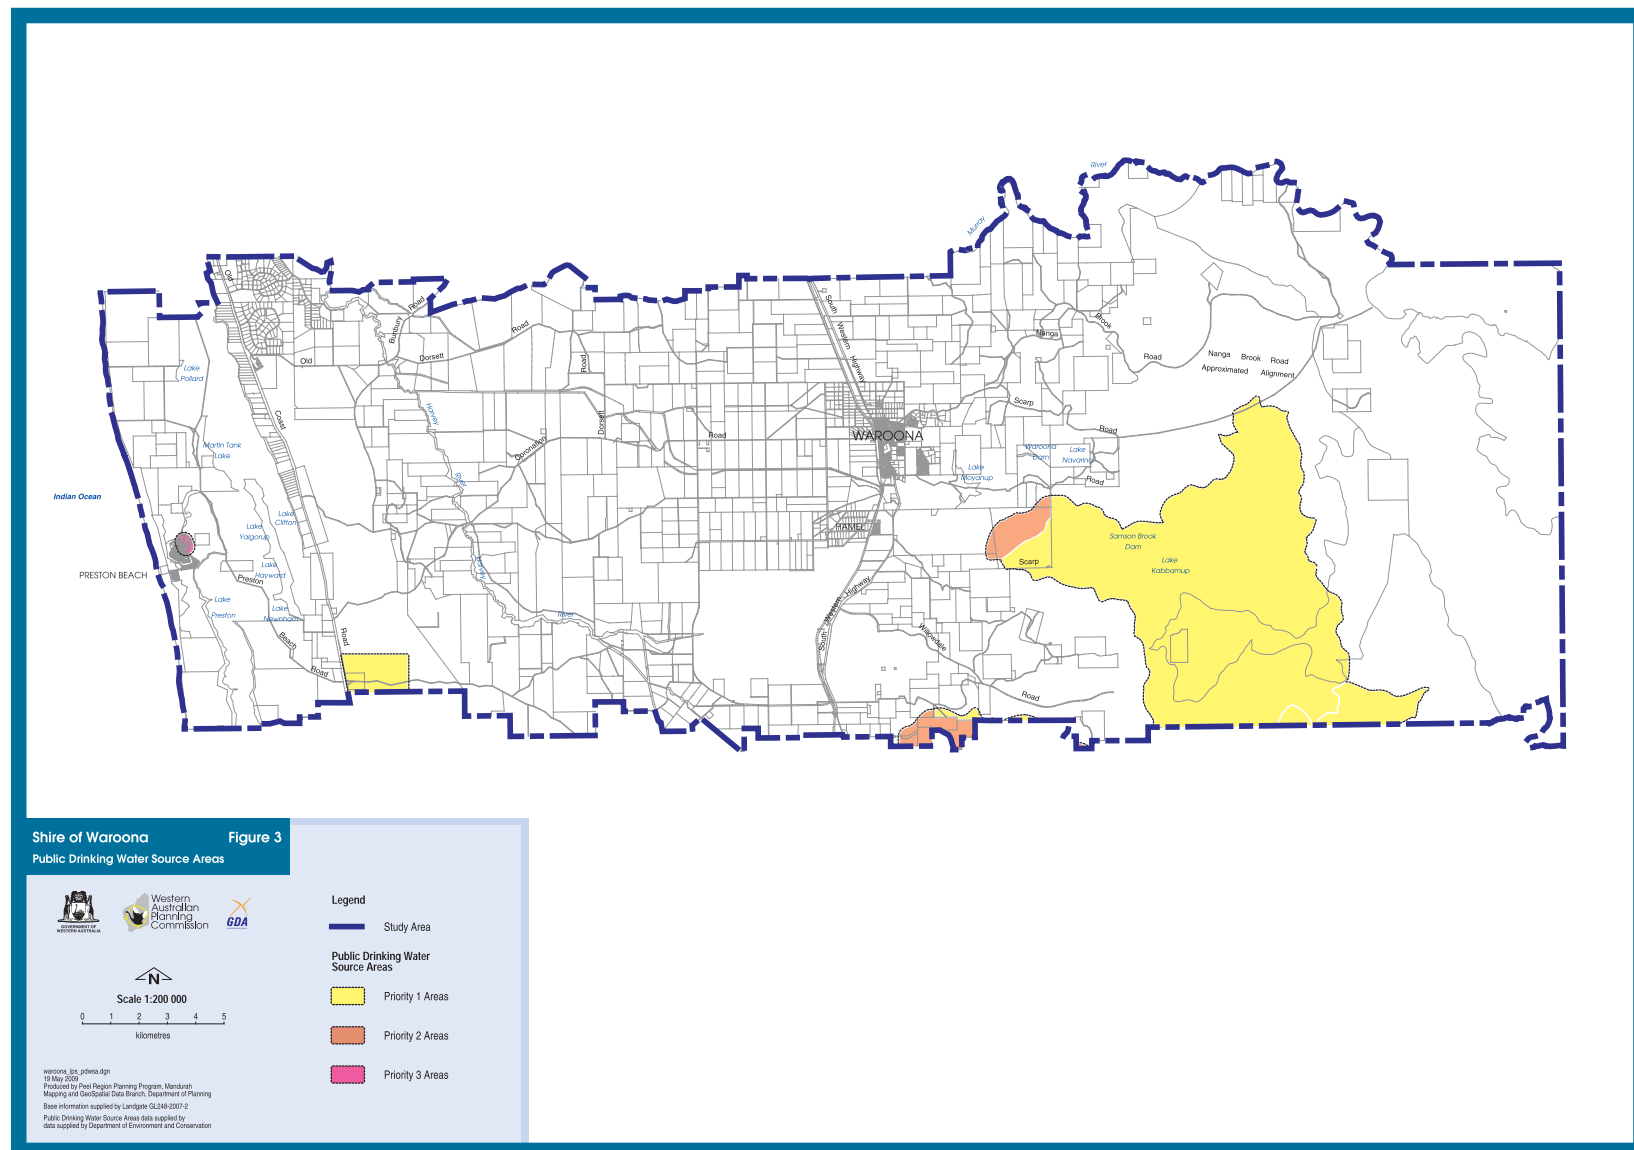 River
Murray
Old
Road
Bunbury
Road
South
Western
Highway
Brook
Nanga
Dorsett
Old
Road
Road
Nanga Brook Road
Approximated Alignment
Lake
Pollard
Harvey
Coast
Dorsett
Scarp
Road
Road
WAROONA
Martin Tank
Lake
Coronation
Waroona
Dam
Lake
Navarino
Lake
Moyanup
Road
River
Indian Ocean
Lake
Clifton
Lake
Yalgorup
HAMEL
Samson Brook
Dam
Lake
Kabbamup
Scarp
PRESTON BEACH
Lake
Hayward
Preston
Harvey
Lake
Preston
Lake
Newnham
River
South Western Highway
Beach
Road
Road
Willowdale
Road
Shire of Waroona
Figure 3
Public Drinking Water Source Areas
GOVERNMENT OF
WESTERN AUSTRALIA
Western
Australian
Planning
Commission
GDA
N
Scale 1:200 000
0 1 2 3 4 5
kilometres
Legend
Study Area
Public Drinking Water
Source Areas
Priority 1 Areas
Priority 2 Areas
Priority 3 Areas
waroona_lps_pdwsa.dgn
19 May 2009
Produced by Peel Region Planning Program, Mandurah
Mapping and GeoSpatial Data Branch, Department of Planning
Base information supplied by Landgate GL248-2007-2
Public Drinking Water Source Areas data supplied by
data supplied by Department of Environment and Conservation